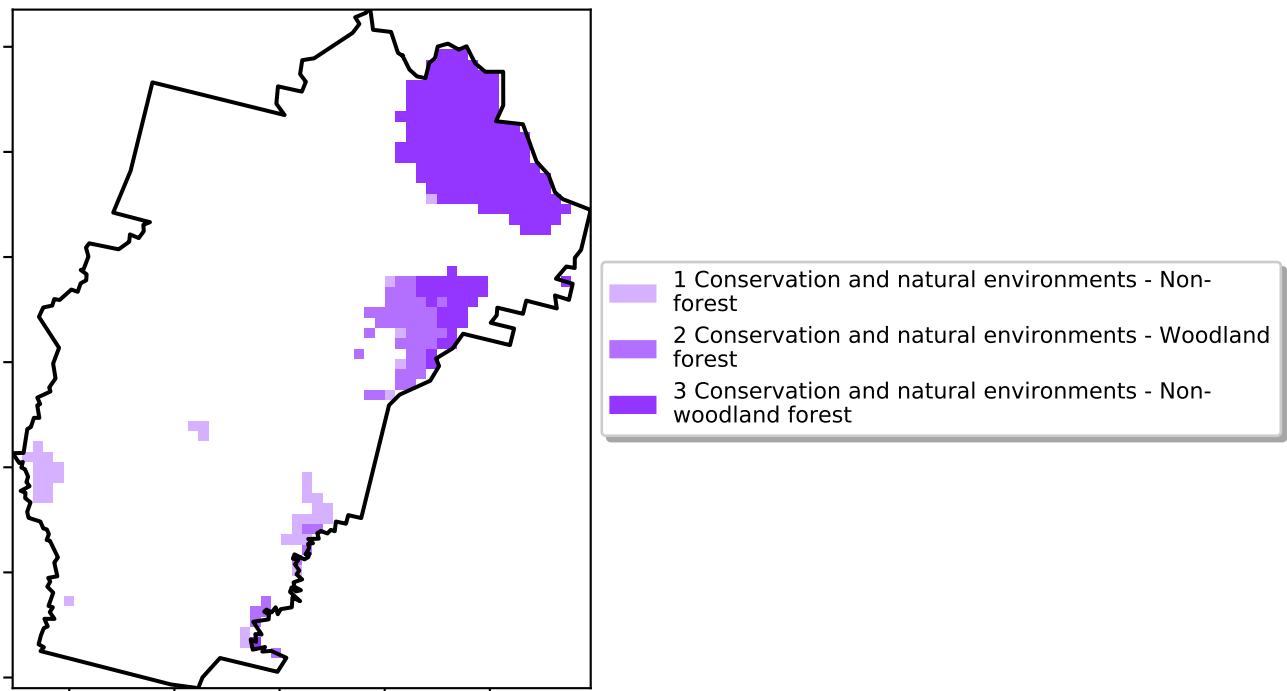 1 Conservation and natural environments - Non-
forest
2 Conservation and natural environments - Woodland
forest
3 Conservation and natural environments - Non-
woodland forest